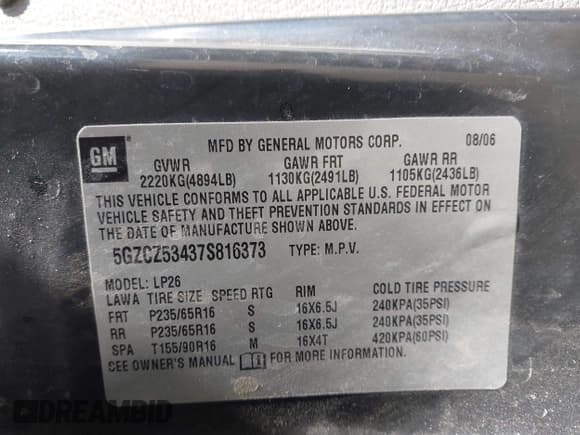 GM
MFD BY GENERAL MOTORS CORP. 08/06
GVWR GAWR FRT GAWR RR
2220KG(4894LB) 1130KG(2491LB) 1105KG(2436LB)
THIS VEHICLE CONFORMS TO ALL APPLICABLE U.S. FEDERAL MOTOR
VEHICLE SAFETY AND THEFT PREVENTION STANDARDS IN EFFECT ON
THE DATE OF MANUFACTURE SHOWN ABOVE.
5GZCZ53437S816373 TYPE: M.P.V.
MODEL: LP26
LAWA TIRE SIZE SPEED RTG RIM COLD TIRE PRESSURE
FRT P235/65R16 S 16X6.5J 240KPA(35PSI)
RR P235/65R16 S 16X6.5J 240KPA(35PSI)
SPA T155/90R16 M 16X4T 420KPA(60PSI)
SEE OWNER'S MANUAL FOR MORE INFORMATION.
DREAMBID